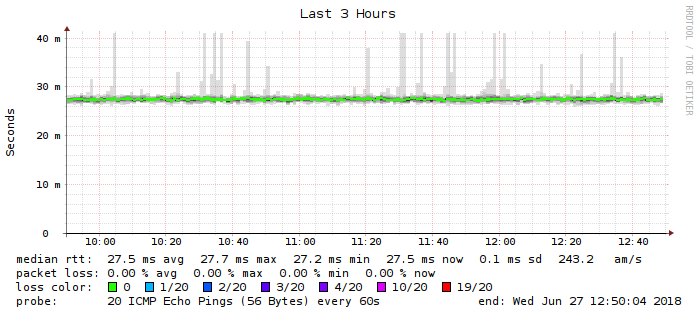 Last 3 Hours
RRDTOOL / TOBI OETIKER
Seconds
40 m
30 m
20 m
10 m
0
10:00 10:20 10:40 11:00 11:20 11:40 12:00 12:20 12:40
median rtt: 27.5 ms avg 27.7 ms max 27.2 ms min 27.5 ms now 0.1 ms sd 243.2 am/s
packet loss: 0.00 % avg 0.00 % max 0.00 % min 0.00 % now
loss color: 0 1/20 2/20 3/20 4/20 10/20 19/20
probe: 20 ICMP Echo Pings (56 Bytes) every 60s end: Wed Jun 27 12:50:04 2018